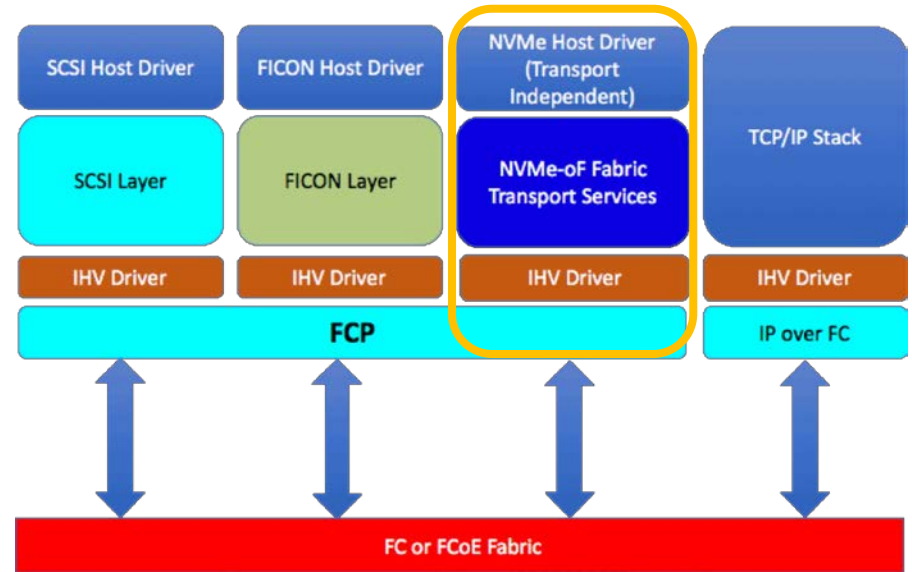 SCSI Host Driver
FICON Host Driver
NVMe Host Driver
(Transport
Independent)
TCP/IP Stack
SCSI Layer
FICON Layer
NVMe-oF Fabric
Transport Services
IHV Driver
IHV Driver
IHV Driver
IHV Driver
FCP
IP over FC
FC or FCoE Fabric